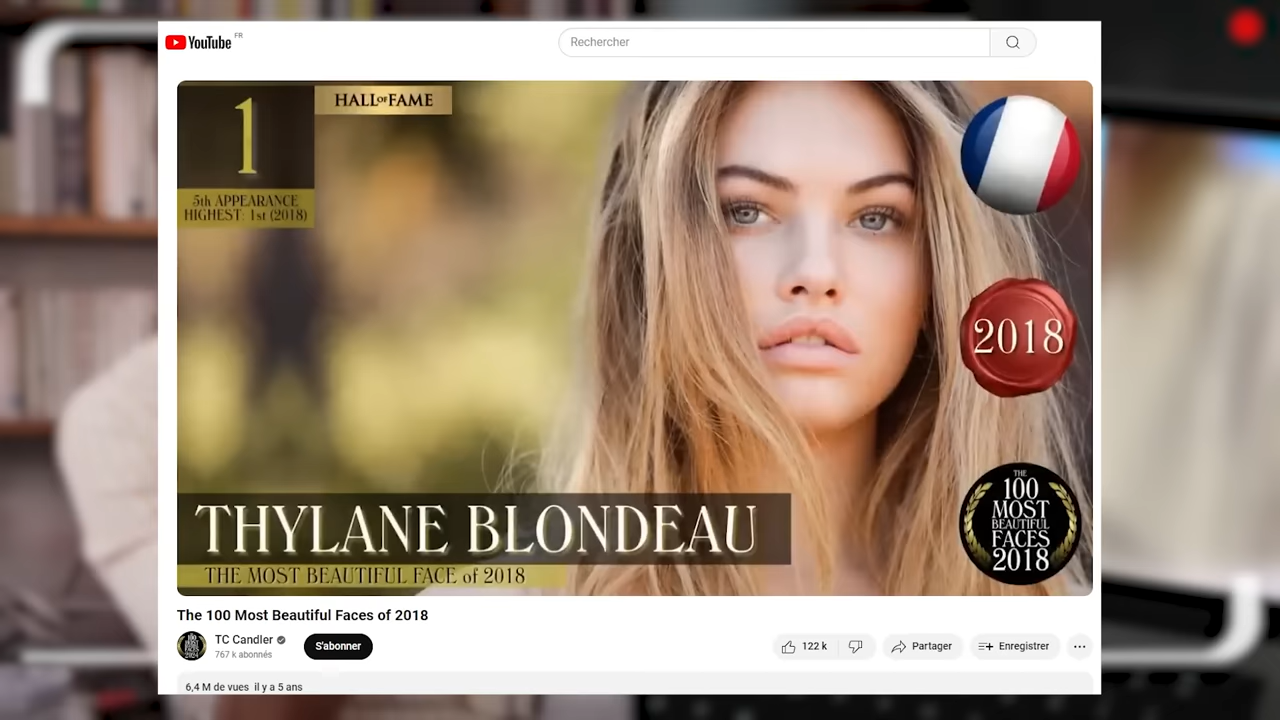 YouTube FR
Rechercher
1
HALL OF FAME
5th APPEARANCE
HIGHEST: 1st (2018)
2018
THE
100
MOST
BEAUTIFUL
FACES
2018
THYLANE BLONDEAU
THE MOST BEAUTIFUL FACE of 2018
The 100 Most Beautiful Faces of 2018
TC Candler
767 k abonnés
S'abonner
122 k
Partager
Enregistrer
6,4 M de vues il y a 5 ans